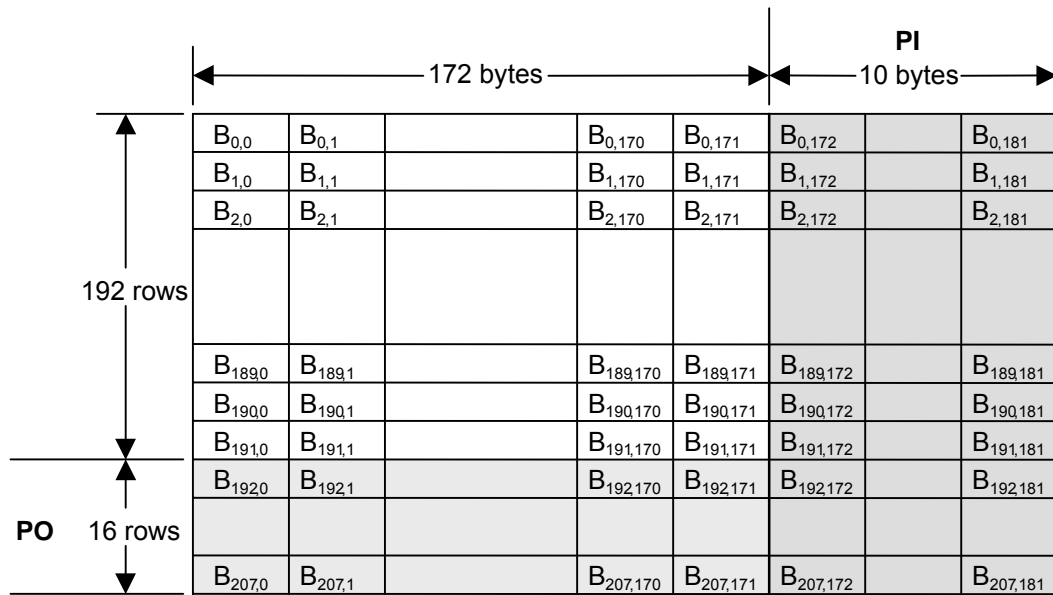 PI
172 bytes 10 bytes
B0,0 B0,1 B0,170 B0,171 B0,172 B0,181
B1,0 B1,1 B1,170 B1,171 B1,172 B1,181
B2,0 B2,1 B2,170 B2,171 B2,172 B2,181
192 rows
B189,0 B189,1 B189,170 B189,171 B189,172 B189,181
B190,0 B190,1 B190,170 B190,171 B190,172 B190,181
B191,0 B191,1 B191,170 B191,171 B191,172 B191,181
B192,0 B192,1 B192,170 B192,171 B192,172 B192,181
PO 16 rows
B207,0 B207,1 B207,170 B207,171 B207,172 B207,181